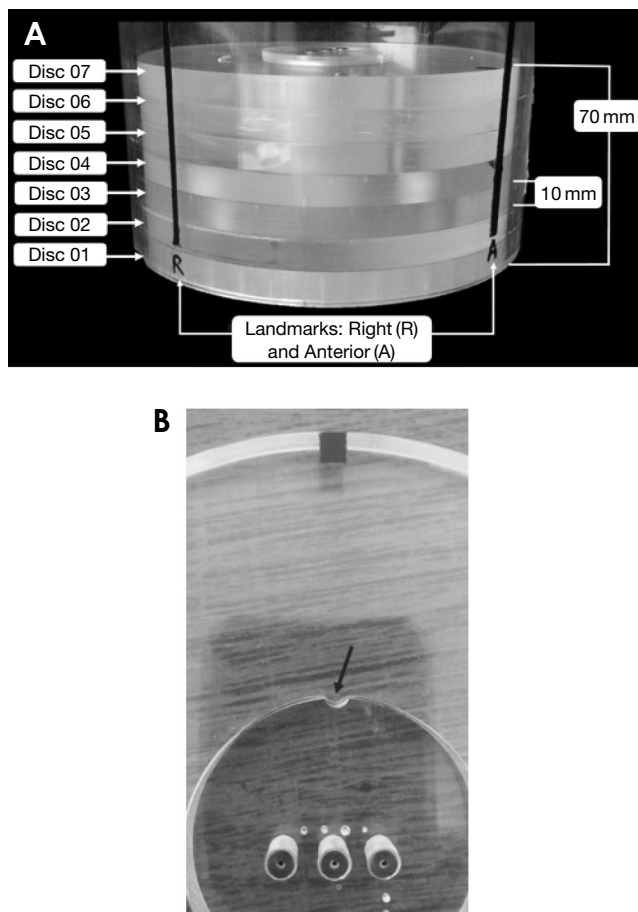 A
Disc 07
Disc 06
Disc 05
Disc 04
Disc 03
Disc 02
Disc 01
70 mm
10 mm
R
A
Landmarks: Right (R)
and Anterior (A)
B